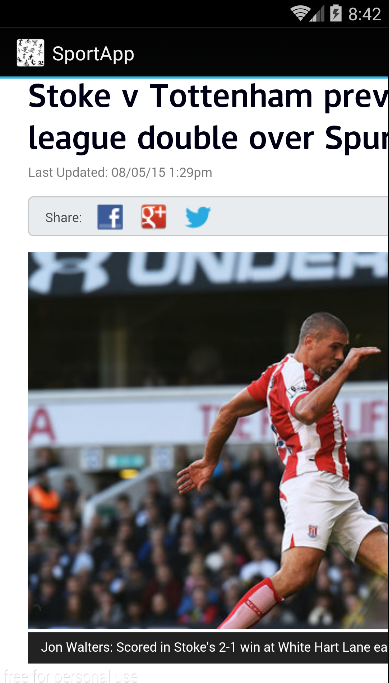 8:42
SportApp
Stoke v Tottenham prev
league double over Spur
Last Updated: 08/05/15 1:29pm
Share:
UNDER
A THE LIF
Jon Walters: Scored in Stoke's 2-1 win at White Hart Lane ea
free for personal use